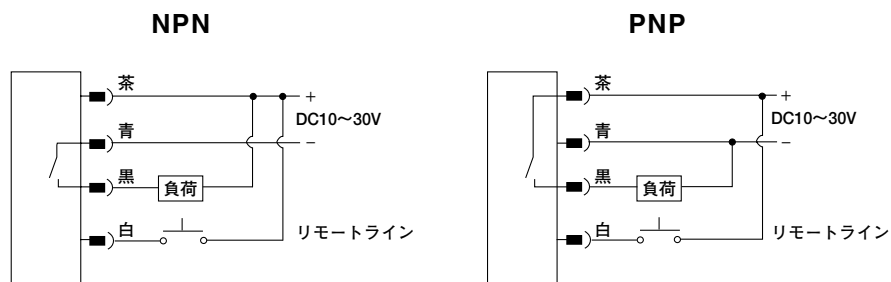 NPN
茶
+
DC10～30V
青
−
黒
負荷
白
リモートライン
PNP
茶
+
DC10～30V
青
−
黒
負荷
白
リモートライン